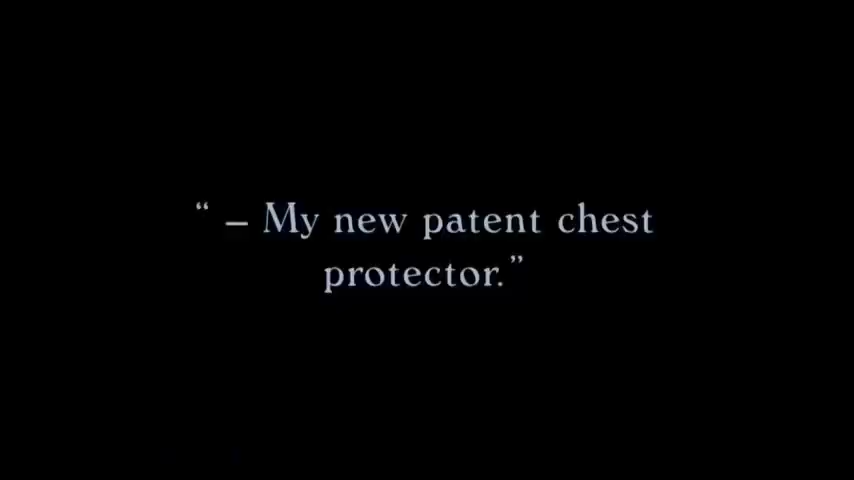 “ – My new patent chest
protector.”